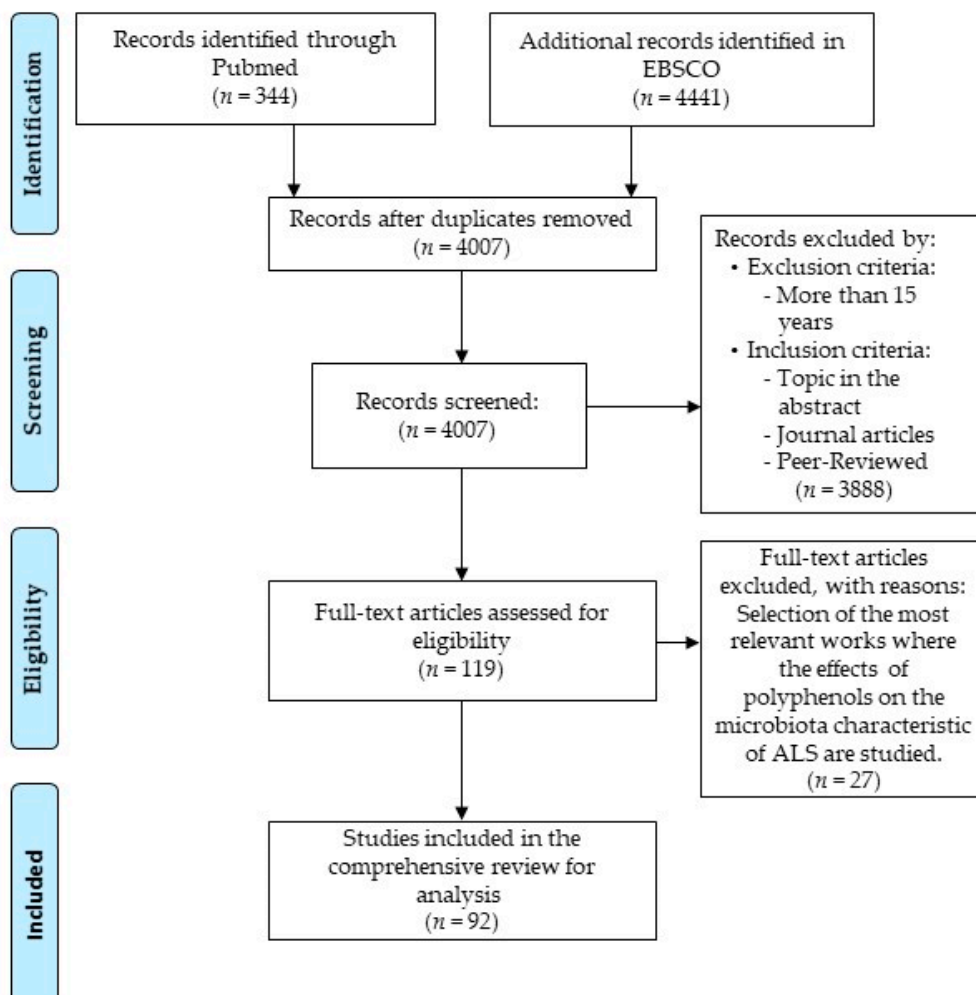 Identification
Records identified through
Pubmed
(n = 344)
Additional records identified in
EBSCO
(n = 4441)
Records after duplicates removed
(n = 4007)
Screening
Records screened:
(n = 4007)
Records excluded by:
• Exclusion criteria:
- More than 15
years
• Inclusion criteria:
- Topic in the
abstract
- Journal articles
- Peer-Reviewed
(n = 3888)
Eligibility
Full-text articles assessed for
eligibility
(n = 119)
Full-text articles
excluded, with reasons:
Selection of the most
relevant works where
the effects of
polyphenols on the
microbiota characteristic
of ALS are studied.
(n = 27)
Included
Studies included in the
comprehensive review for
analysis
(n = 92)